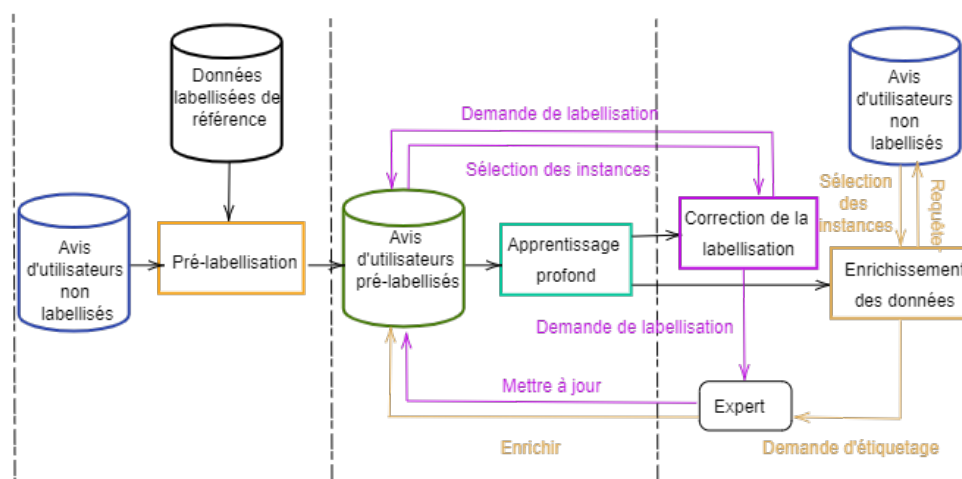 Données
labellisées de
référence
Avis
d'utilisateurs
non
labellisés
Pré-labellisation
Demande de labellisation
Sélection des instances
Avis
d'utilisateurs
pré-labellisés
Apprentissage
profond
Correction de la
labellisation
Avis
d'utilisateurs
non
labellisés
Sélection
des
instances
Requêter
Enrichissement
des données
Demande de labellisation
Mettre à jour
Expert
Enrichir
Demande d'étiquetage